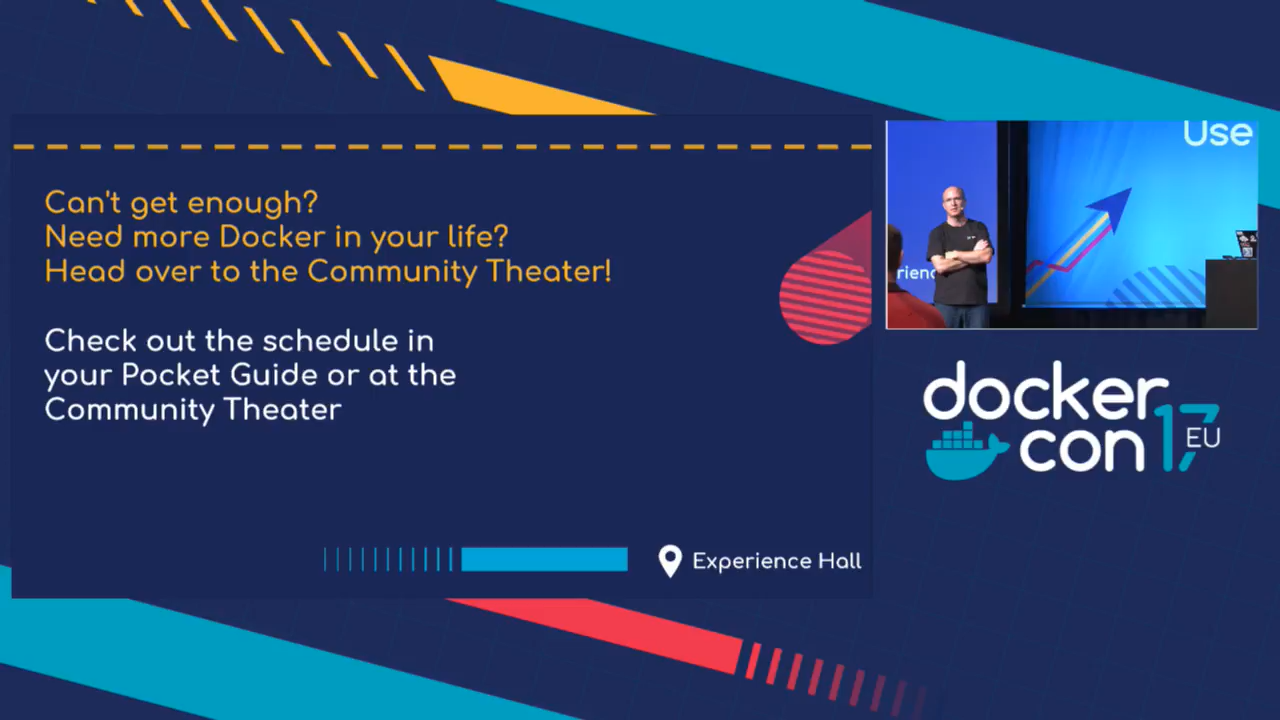 Can't get enough?
Need more Docker in your life?
Head over to the Community Theater!
Check out the schedule in
your Pocket Guide or at the
Community Theater
Experience Hall
Use
docker
con 17 EU